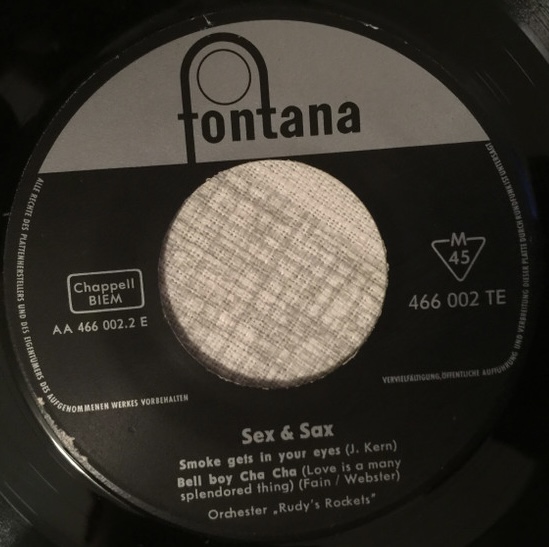 fontana
ALLE RECHTE DES PLATTENHERSTELLERS UND DES EIGENTÜMERS DES AUFGENOMMENEN WERKES VORBEHALTEN
VERVIELFÄLTIGUNG, ÖFFENTLICHE AUFFÜHRUNG UND VERBREITUNG DIESER PLATTE DURCH RUNDFUNK IST UNTERSAGT
Chappell
BIEM
AA 466 002.2 E
M
45
466 002 TE
Sex & Sax
Smoke gets in your eyes (J. Kern)
Bell boy Cha Cha (Love is a many
splendored thing) (Fain / Webster)
Orchester „Rudy's Rockets"